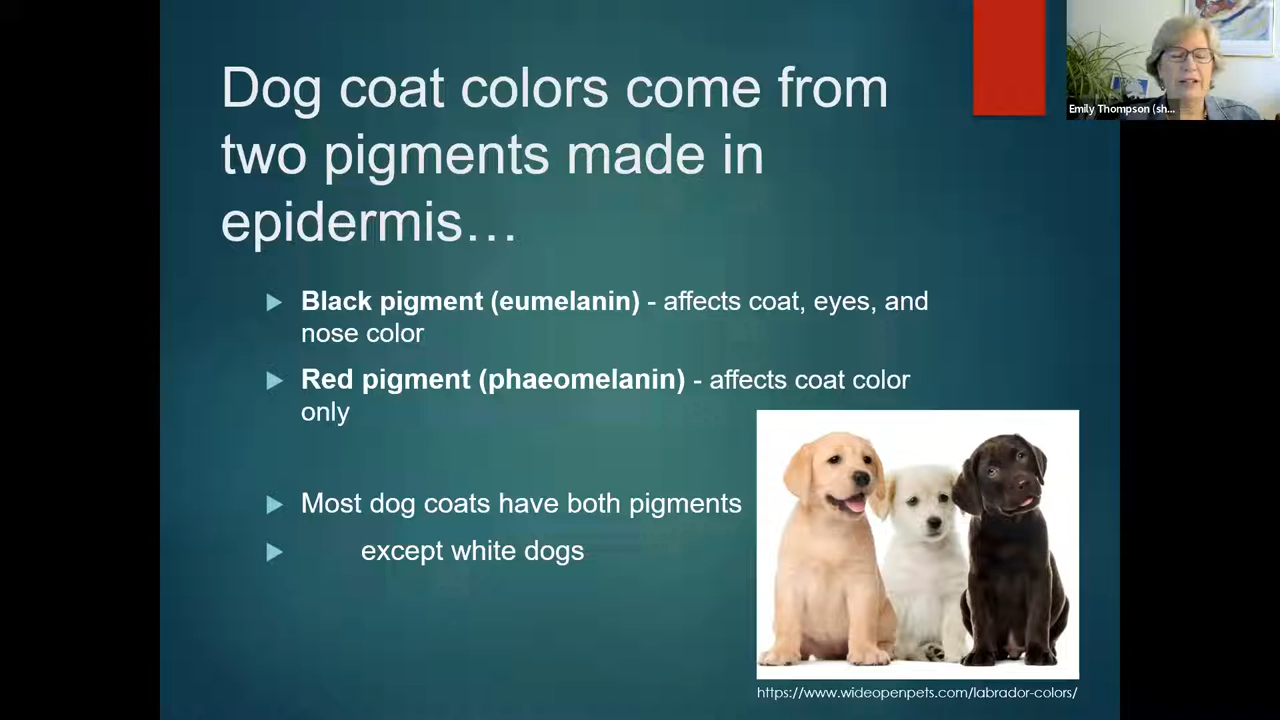 Dog coat colors come from
two pigments made in
epidermis…
Emily Thompson (sh...
Black pigment (eumelanin) - affects coat, eyes, and
nose color
Red pigment (phaeomelanin) - affects coat color
only
Most dog coats have both pigments
except white dogs
https://www.wideopenpets.com/labrador-colors/